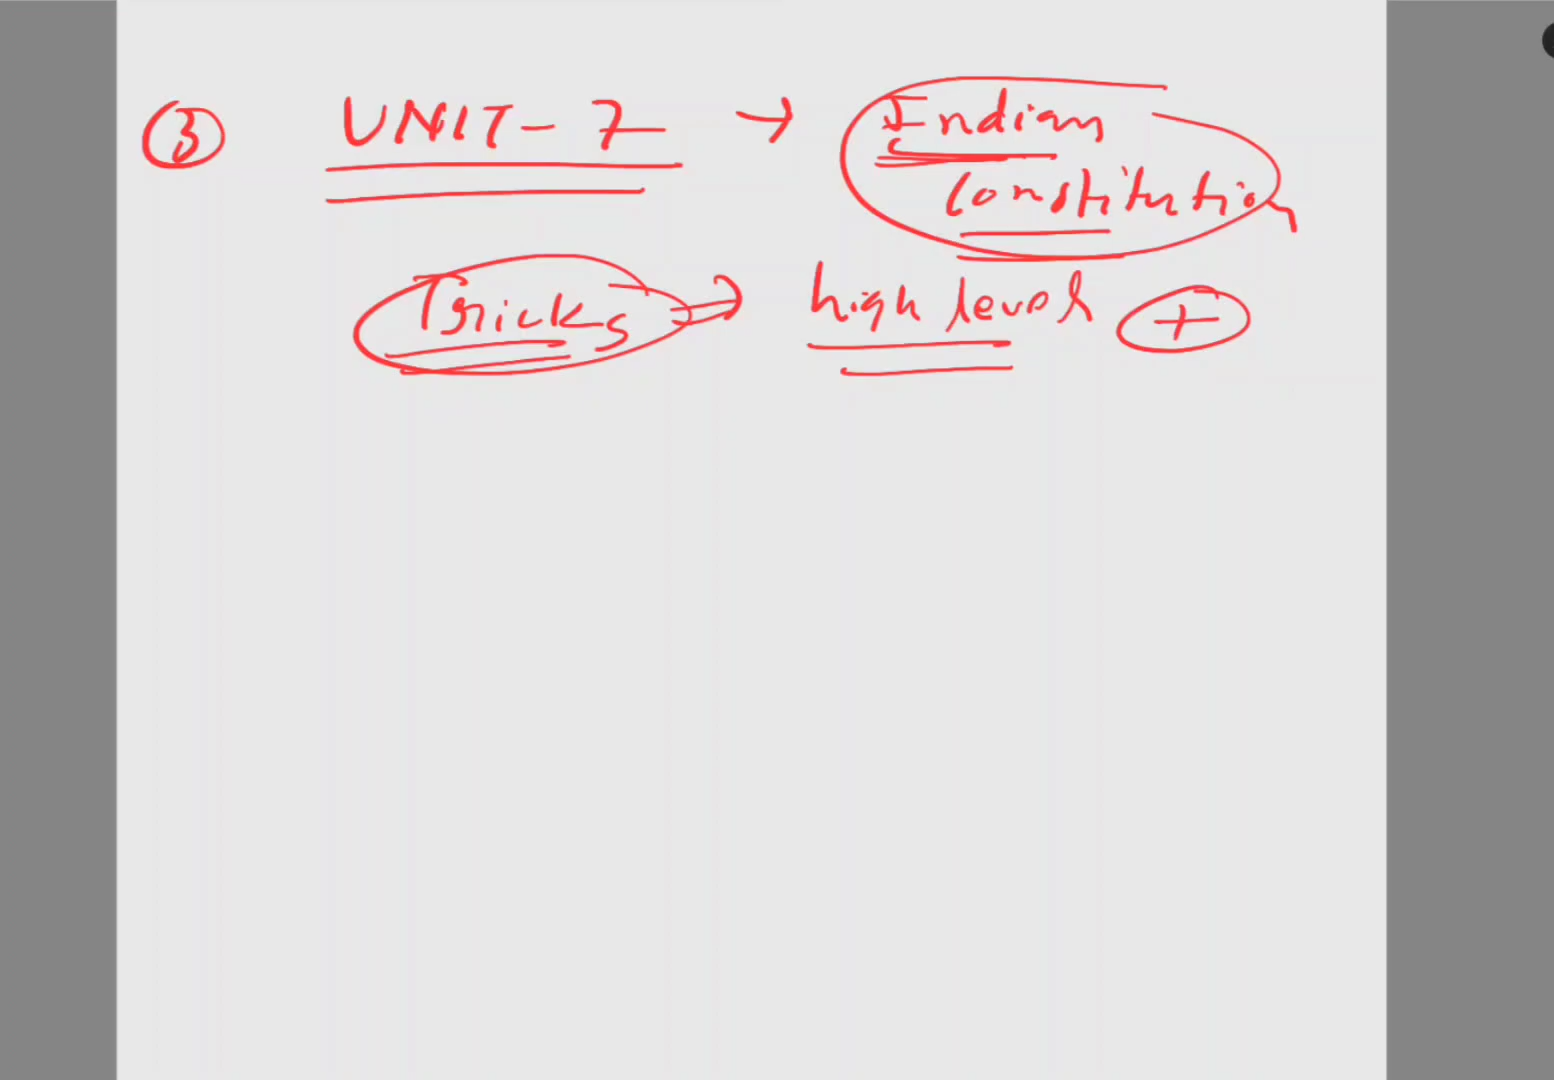 3 UNIT-7 → Indian
Constitution
Tricks ⇒ high level +